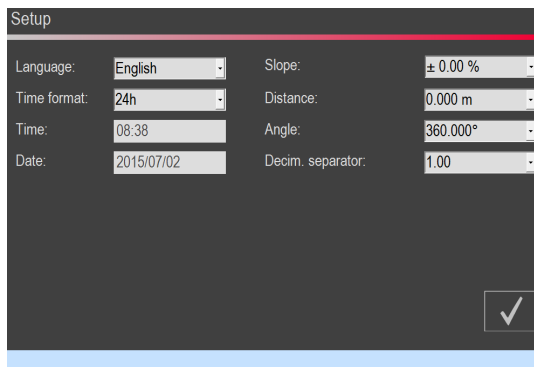 Setup
Language: English Slope: ± 0.00 %
Time format: 24h Distance: 0.000 m
Time: 08:38 Angle: 360.000°
Date: 2015/07/02 Decim. separator: 1.00